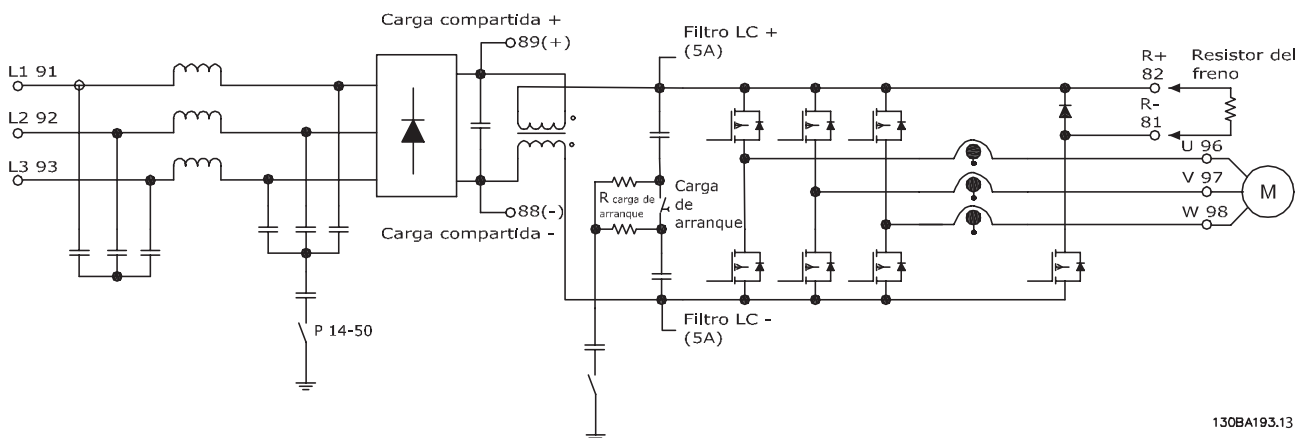 Carga compartida +
89(+)
Filtro LC +
(5A)
L1 91
L2 92
L3 93
R+
82
Resistor del
freno
R-
81
U 96
V 97
W 98
M
R carga de
arranque
Carga
de
arranque
88(-)
Carga compartida -
P 14-50
Filtro LC -
(5A)
130BA193.13